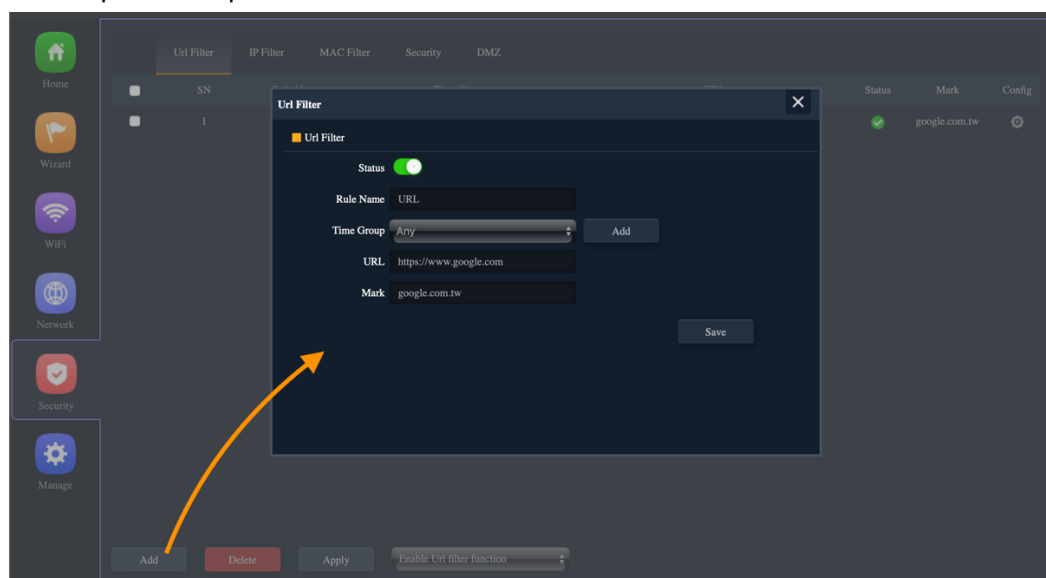 Url Filter IP Filter MAC Filter Security DMZ
Home
SN Status Mark Config
Url Filter
1 google.com.tw
Url Filter
Wizard
Status
Rule Name URL
Time Group Any Add
WiFi
URL https://www.google.com
Mark google.com.tw
Network
Save
Security
Manage
Add Delete Apply Enable Url filter function